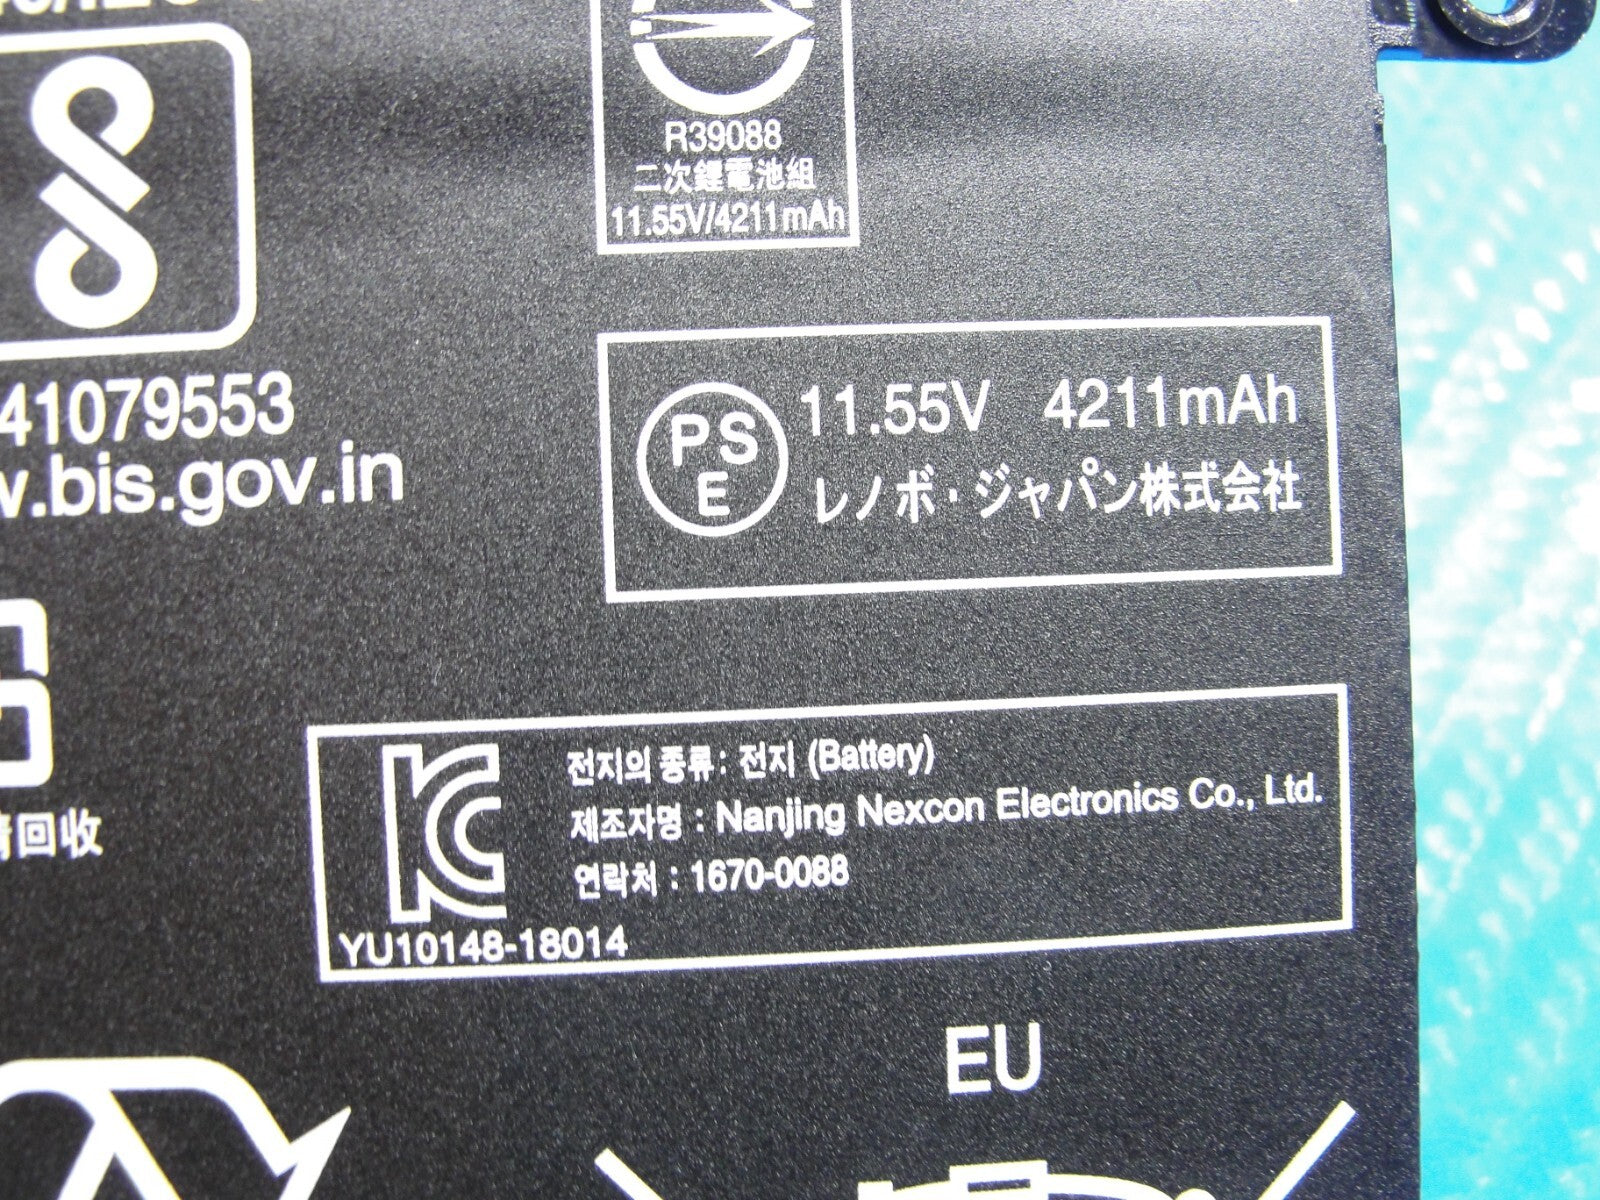 R39088
二次鋰電池組
11.55V/4211mAh
41079553
w.bis.gov.in
PS
E
11.55V 4211mAh
レノボ・ジャパン株式会社
回收
전지의 종류: 전지 (Battery)
제조자명 : Nanjing Nexcon Electronics Co., Ltd.
연락처 : 1670-0088
YU10148-18014
EU